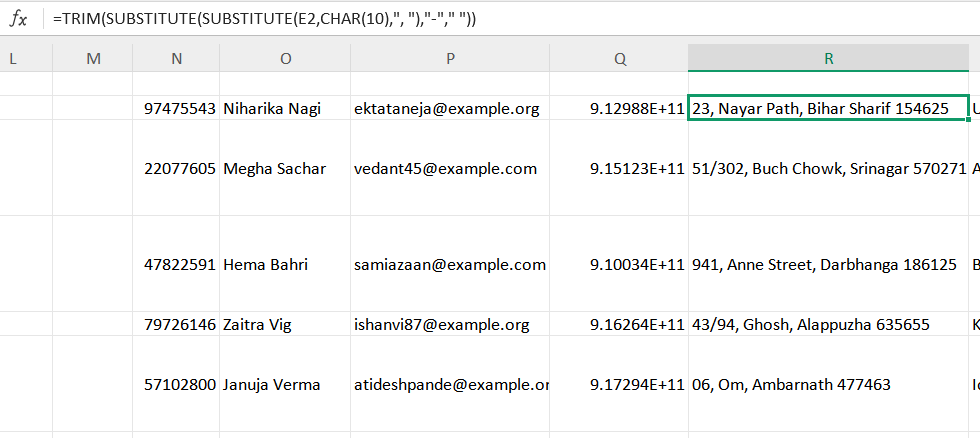 fx =TRIM(SUBSTITUTE(SUBSTITUTE(E2,CHAR(10),", "),"-"," "))
L M N O P Q R
97475543 Niharika Nagi ektataneja@example.org 9.12988E+11 23, Nayar Path, Bihar Sharif 154625 U
22077605 Megha Sachar vedant45@example.com 9.15123E+11 51/302, Buch Chowk, Srinagar 570271 A
47822591 Hema Bahri samiazaan@example.com 9.10034E+11 941, Anne Street, Darbhanga 186125
79726146 Zaitra Vig ishanvi87@example.org 9.16264E+11 43/94, Ghosh, Alappuzha 635655
57102800 Januja Verma atideshpande@example.or 9.17294E+11 06, Om, Ambarnath 477463